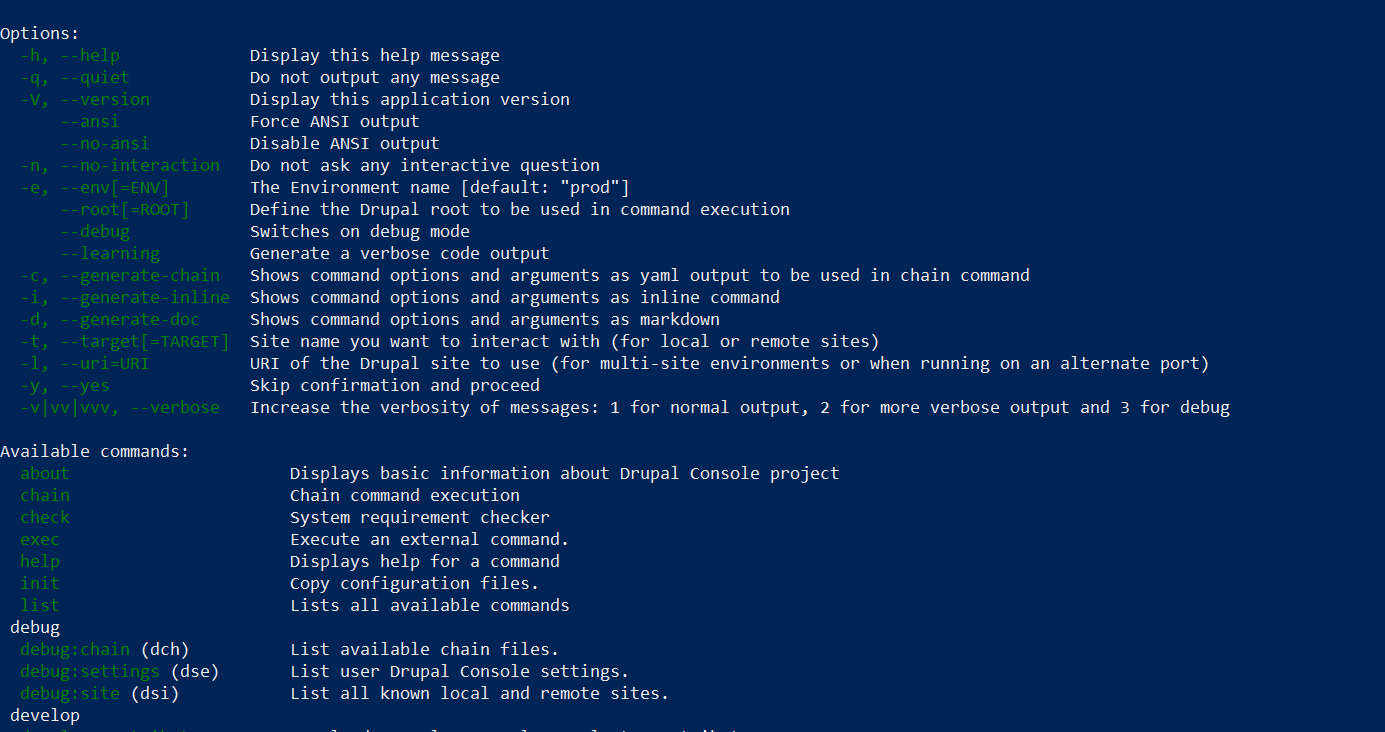 Options:
-h, --help Display this help message
-q, --quiet Do not output any message
-V, --version Display this application version
--ansi Force ANSI output
--no-ansi Disable ANSI output
-n, --no-interaction Do not ask any interactive question
-e, --env[=ENV] The Environment name [default: "prod"]
--root[=ROOT] Define the Drupal root to be used in command execution
--debug Switches on debug mode
--learning Generate a verbose code output
-c, --generate-chain Shows command options and arguments as yaml output to be used in chain command
-i, --generate-inline Shows command options and arguments as inline command
-d, --generate-doc Shows command options and arguments as markdown
-t, --target[=TARGET] Site name you want to interact with (for local or remote sites)
-l, --uri=URI URI of the Drupal site to use (for multi-site environments or when running on an alternate port)
-y, --yes Skip confirmation and proceed
-v|vv|vvv, --verbose Increase the verbosity of messages: 1 for normal output, 2 for more verbose output and 3 for debug
Available commands:
about Displays basic information about Drupal Console project
chain Chain command execution
check System requirement checker
exec Execute an external command.
help Displays help for a command
init Copy configuration files.
list Lists all available commands
debug
debug:chain (dch) List available chain files.
debug:settings (dse) List user Drupal Console settings.
debug:site (dsi) List all known local and remote sites.
develop